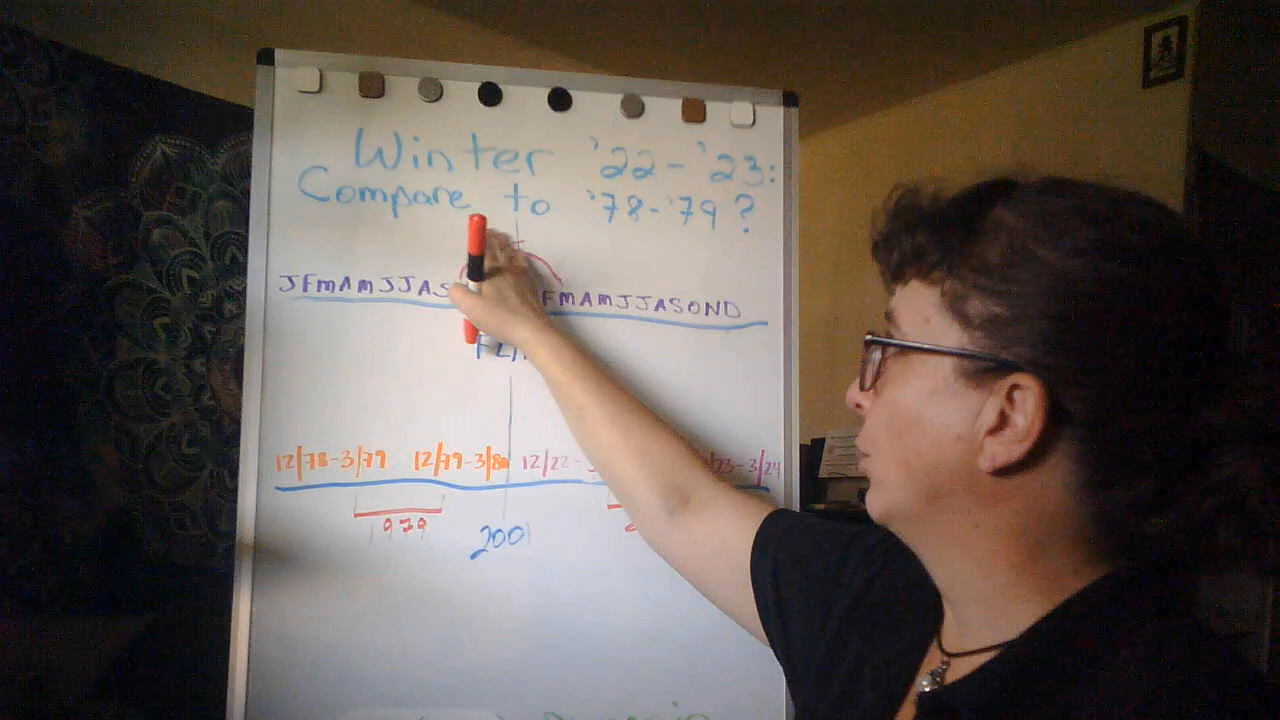 Winter '22-'23:
Compare to '78-'79?
JFMAMJJAS FMAMJJASOND
12/78-3/79 12/79-3/80 12/22- /23-3/24
1979
2001